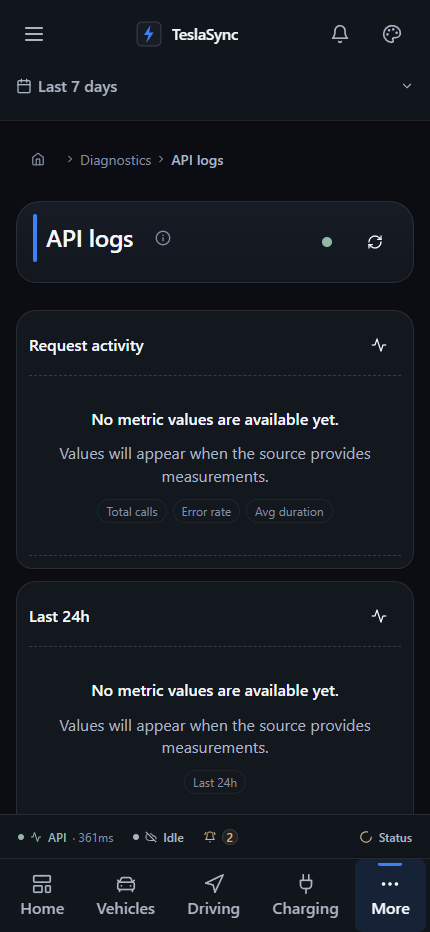 TeslaSync
Last 7 days
Diagnostics
API logs
API logs
Request activity
No metric values are available yet.
Values will appear when the source provides
measurements.
Total calls
Error rate
Avg duration
Last 24h
No metric values are available yet.
Values will appear when the source provides
measurements.
Last 24h
API · 361ms
Idle
2
Status
Home
Vehicles
Driving
Charging
More